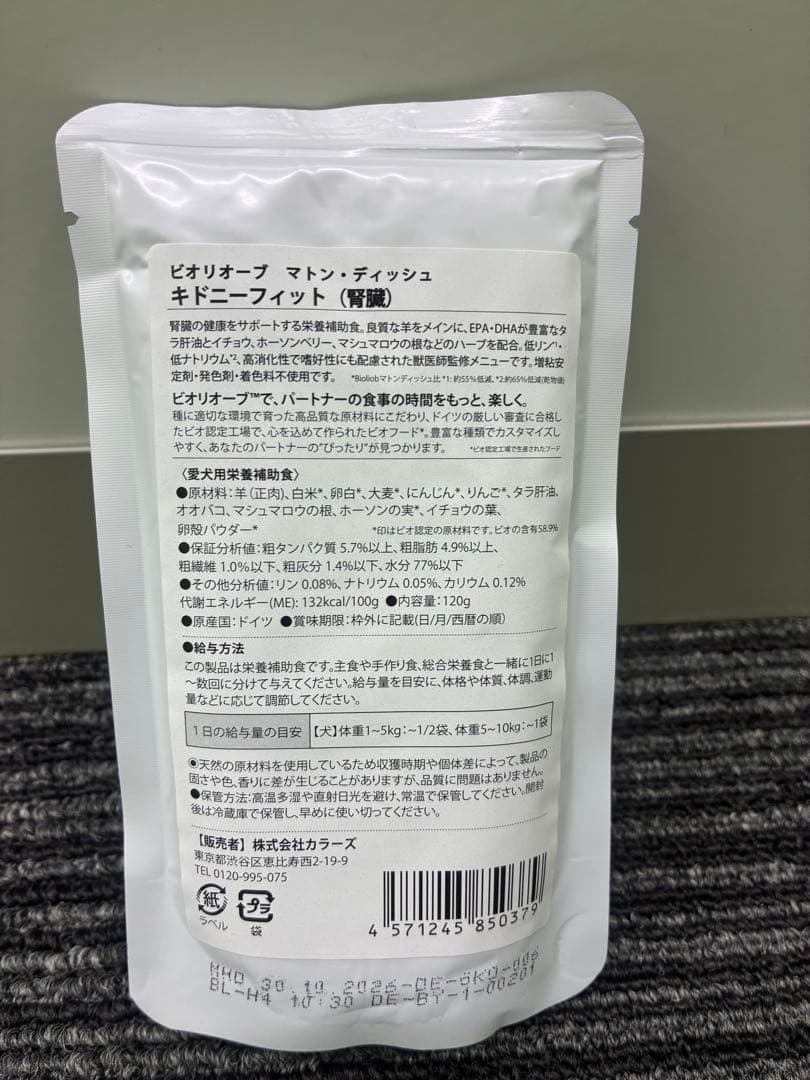 ビオリオーブ　マトン・ディッシュ
キドニーフィット（腎臓）
腎臓の健康をサポートする栄養補助食。良質な羊をメインに、EPA・DHAが豊富なタ
ラ肝油とイチョウ、ホーソンベリー、マシュマロウの根などのハーブを配合。低リン*1・
低ナトリウム*2、高消化性で嗜好性にも配慮された獣医師監修メニューです。増粘安
定剤・発色剤・着色料不使用です。 *Bioliobマトンディッシュ比 *1: 約55%低減。*2:約65%低減(乾物値)
ビオリオーブ™で、パートナーの食事の時間をもっと、楽しく。
種に適切な環境で育った高品質な原材料にこだわり、ドイツの厳しい審査に合格し
たビオ認定工場で、心を込めて作られたビオフード*。豊富な種類でカスタマイズし
やすく、あなたのパートナーの"ぴったり"が見つかります。 *ビオ認定工場で生産されたフード
〈愛犬用栄養補助食〉
●原材料：羊（正肉）、白米*、卵白*、大麦*、にんじん*、りんご*、タラ肝油、
オオバコ、マシュマロウの根、ホーソンの実*、イチョウの葉、
卵殻パウダー* *印はビオ認定の原材料です。ビオの含有58.9%
●保証分析値：粗タンパク質 5.7%以上、粗脂肪 4.9%以上、
粗繊維 1.0%以下、粗灰分 1.4%以下、水分 77%以下
●その他分析値：リン 0.08%、ナトリウム 0.05%、カリウム 0.12%
代謝エネルギー(ME): 132kcal/100g ●内容量：120g
●原産国：ドイツ ●賞味期限：枠外に記載(日/月/西暦の順)
●給与方法
この製品は栄養補助食です。主食や手作り食、総合栄養食と一緒に1日に1
〜数回に分けて与えてください。給与量を目安に、体格や体質、体調、運動
量などに応じて調節してください。
1日の給与量の目安 【犬】体重1~5kg：~1/2袋、体重5~10kg：~1袋
◉天然の原材料を使用しているため収穫時期や個体差によって、製品の
固さや色、香りに差が生じることがありますが、品質に問題はありません。
●保管方法：高温多湿や直射日光を避け、常温で保管してください。開封
後は冷蔵庫で保管し、早めに使い切ってください。
【販売者】株式会社カラーズ
東京都渋谷区恵比寿西2-19-9
TEL 0120-995-075
紙 プラ
ラベル 袋
4 571245 850379
MHD 30.10.2026-DE-ÖKO-006
BL-H4 10:30 DE-BY-1-00201